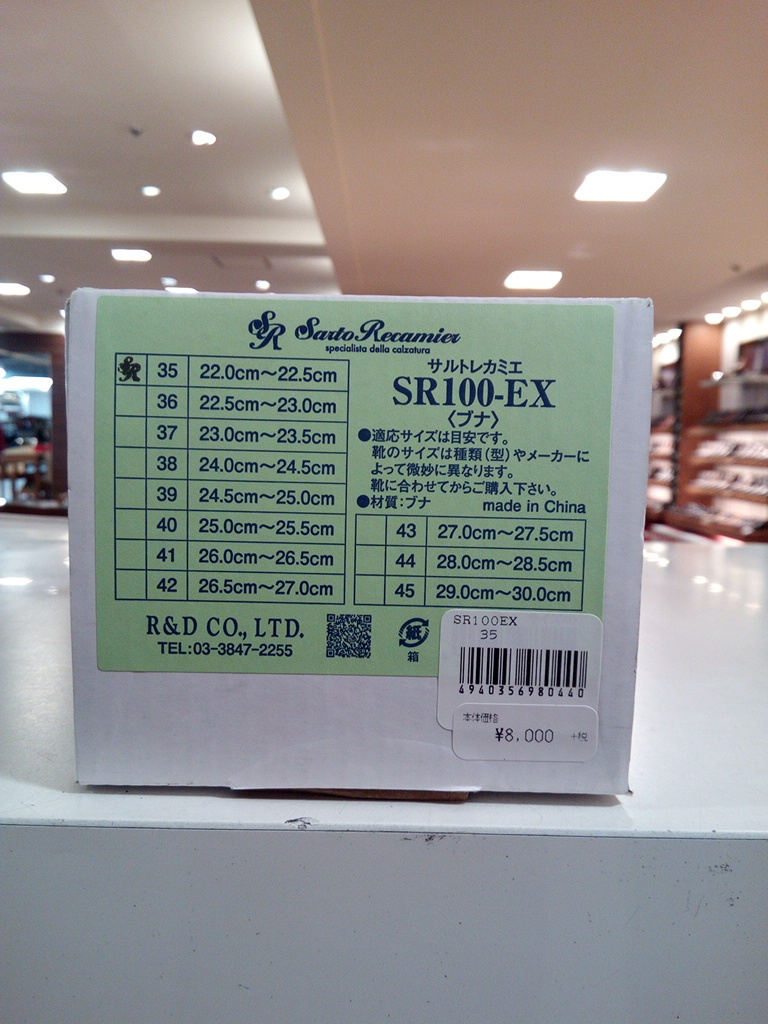 SR Sarto Recamier
specialista della calzatura
SR 35 22.0cm～22.5cm
36 22.5cm～23.0cm
37 23.0cm～23.5cm
38 24.0cm～24.5cm
39 24.5cm～25.0cm
40 25.0cm～25.5cm
41 26.0cm～26.5cm
42 26.5cm～27.0cm
サルトレカミエ
SR100-EX
〈ブナ〉
●適応サイズは目安です。
靴のサイズは種類(型)やメーカーに
よって微妙に異なります。
靴に合わせてからご購入下さい。
●材質：ブナ made in China
43 27.0cm～27.5cm
44 28.0cm～28.5cm
45 29.0cm～30.0cm
R&D CO., LTD.
TEL:03-3847-2255
紙
箱
SR100EX
35
4940356980440
本体価格
¥8,000 +税